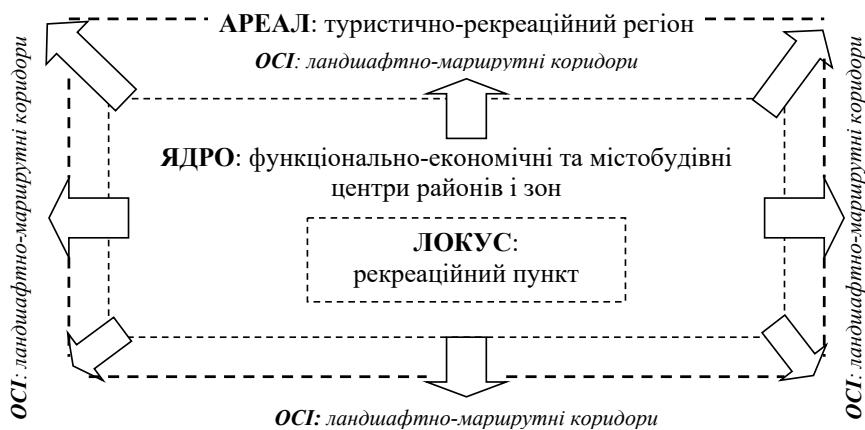 АРЕАЛ: туристично-рекреаційний регіон
ОСІ: ландшафтно-маршрутні коридори
ОСІ: ландшафтно-маршрутні коридори
ЯДРО: функціонально-економічні та містобудівні
центри районів і зон
ЛОКУС:
рекреаційний пункт
ОСІ: ландшафтно-маршрутні коридори
ОСІ: ландшафтно-маршрутні коридори